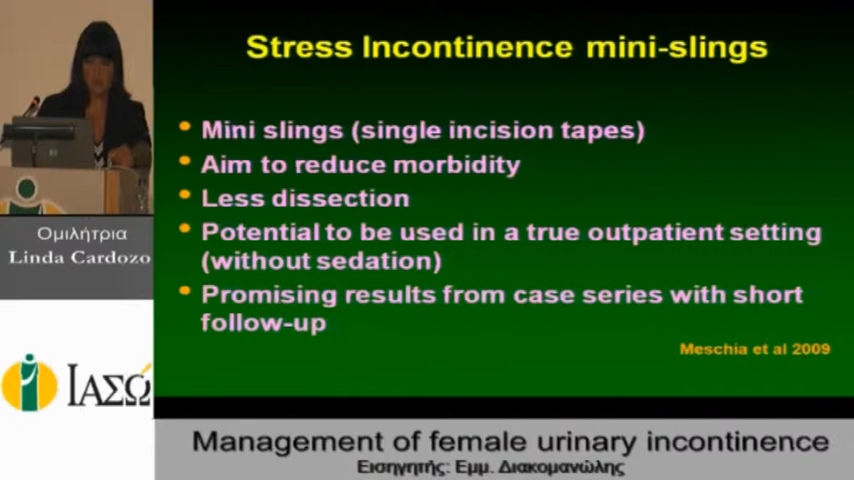 Stress Incontinence mini-slings
• Mini slings (single incision tapes)
• Aim to reduce morbidity
• Less dissection
• Potential to be used in a true outpatient setting
(without sedation)
• Promising results from case series with short
follow-up
Meschia et al 2009
Ομιλήτρια
Linda Cardozo
ΙΑΣΩ
Management of female urinary incontinence
Εισηγητής: Εμμ. Διακομανώλης